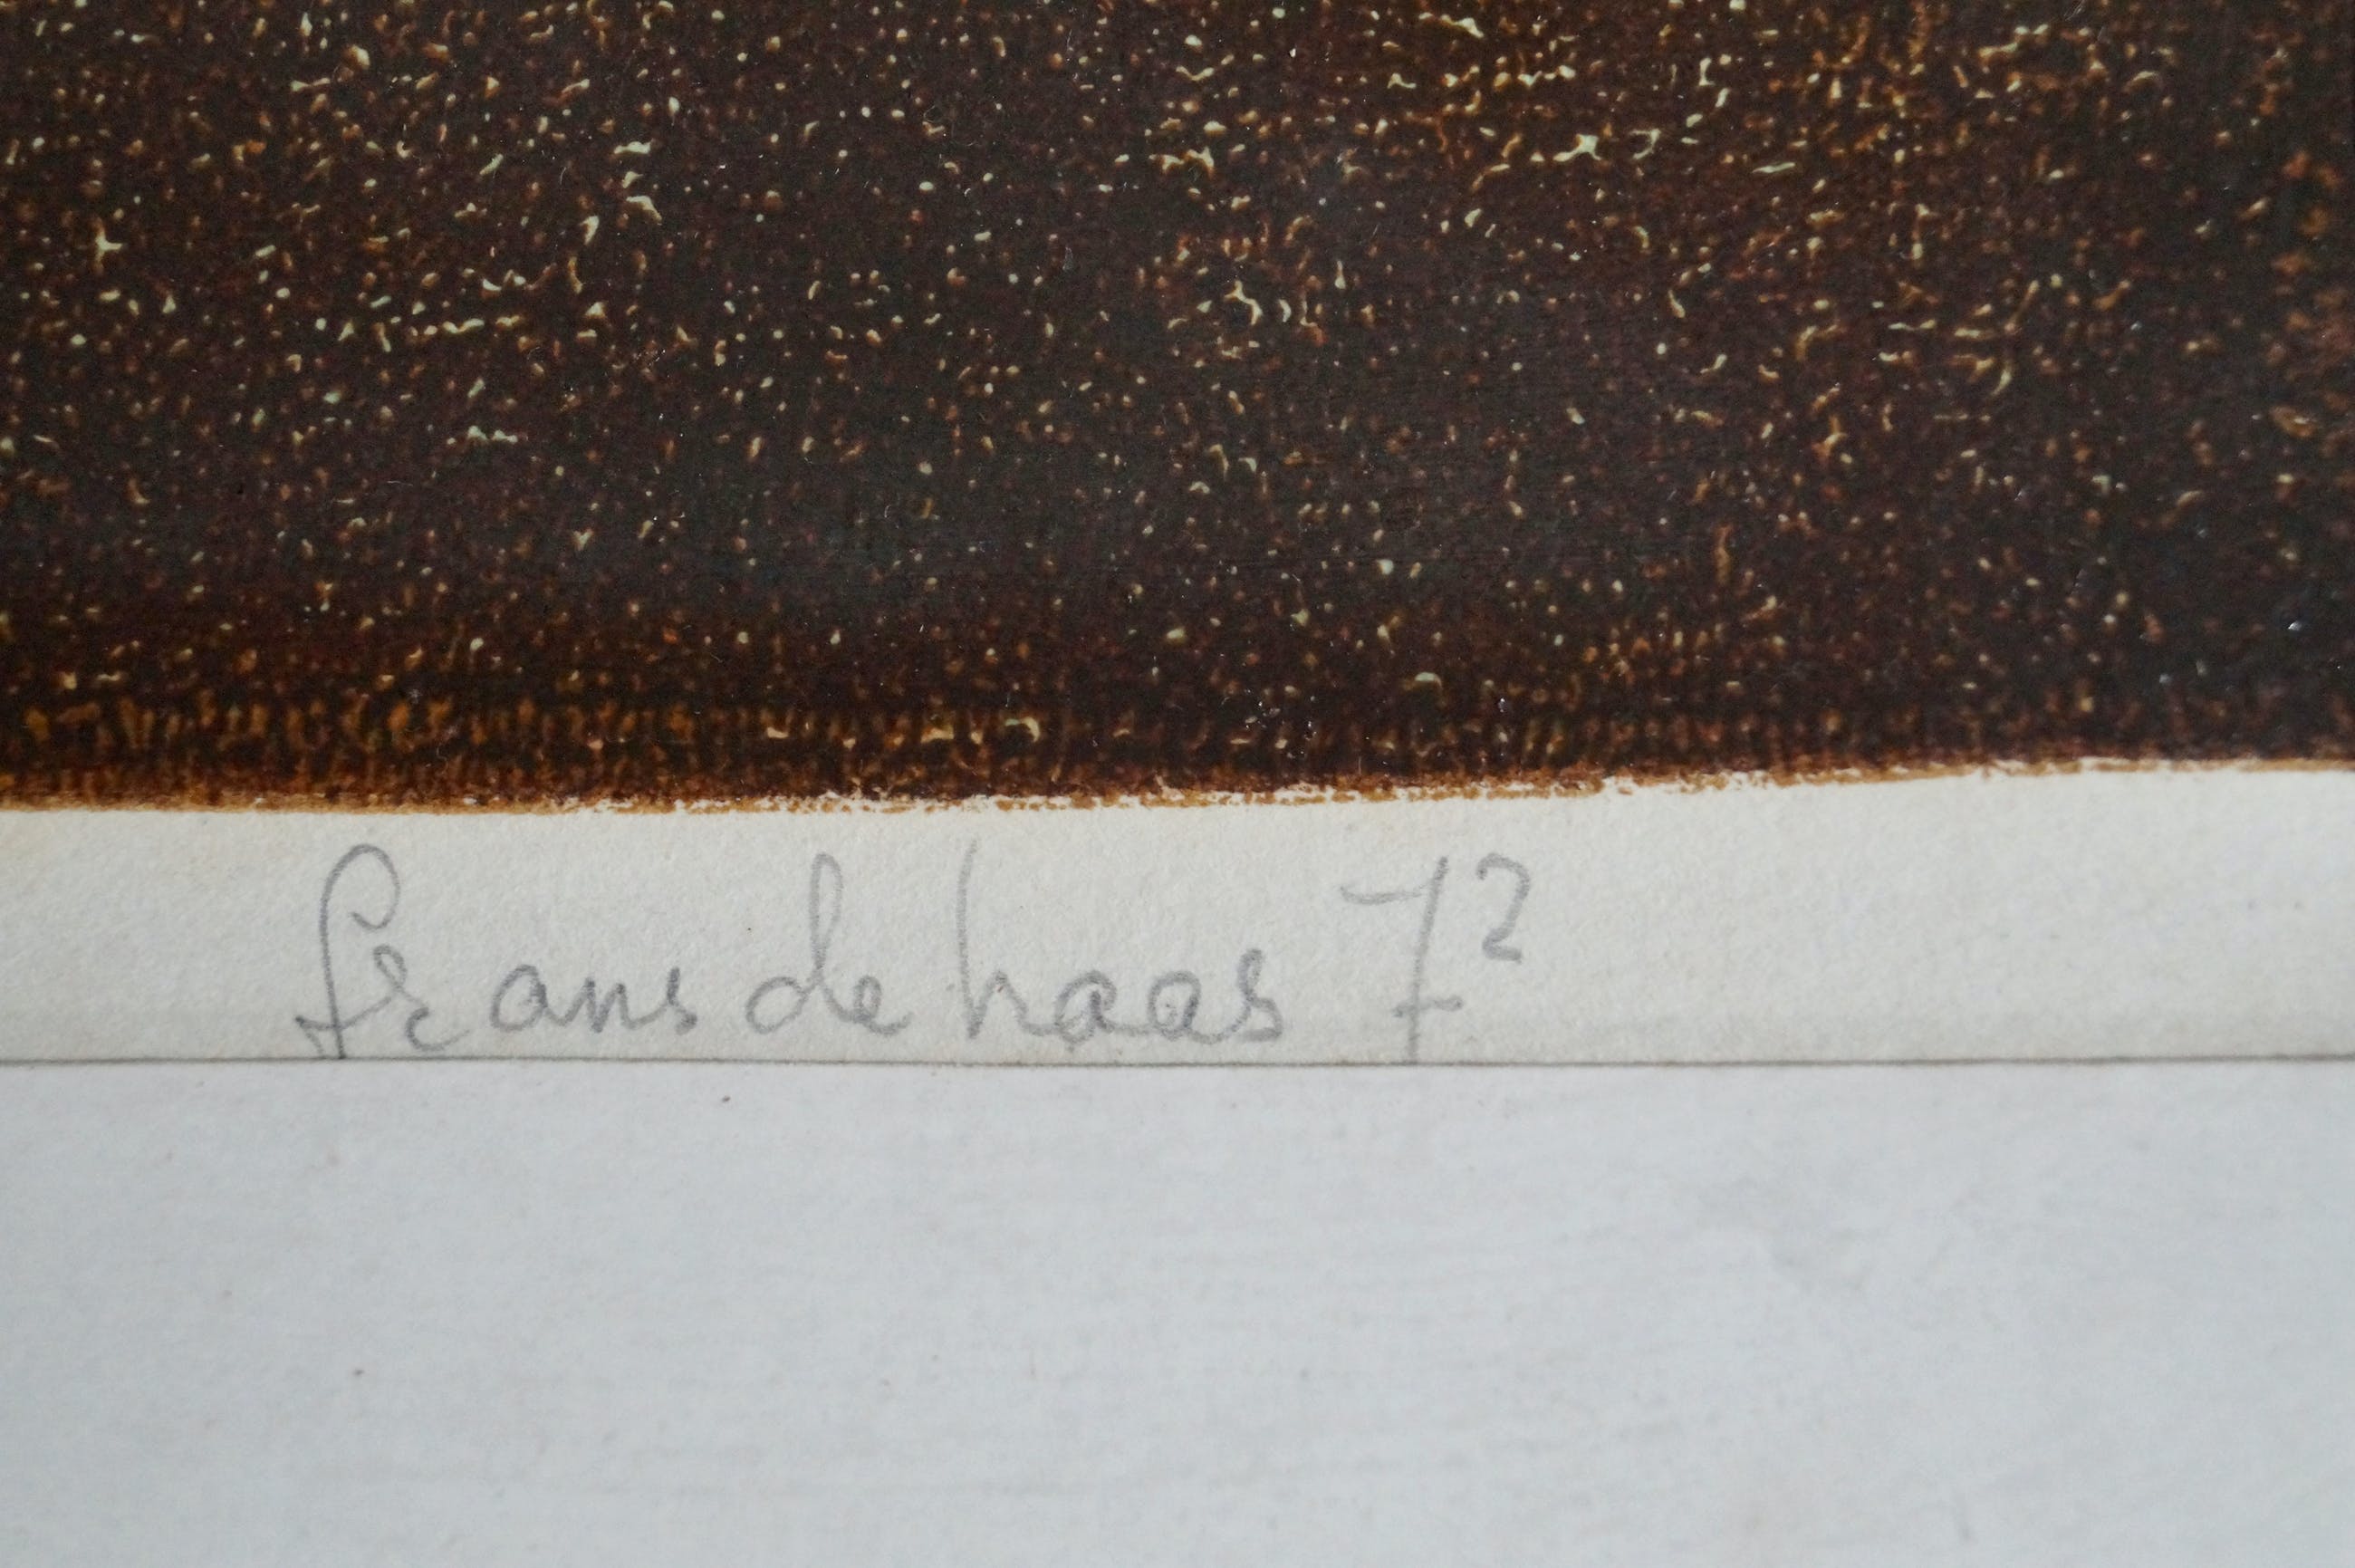 frans de haas 72